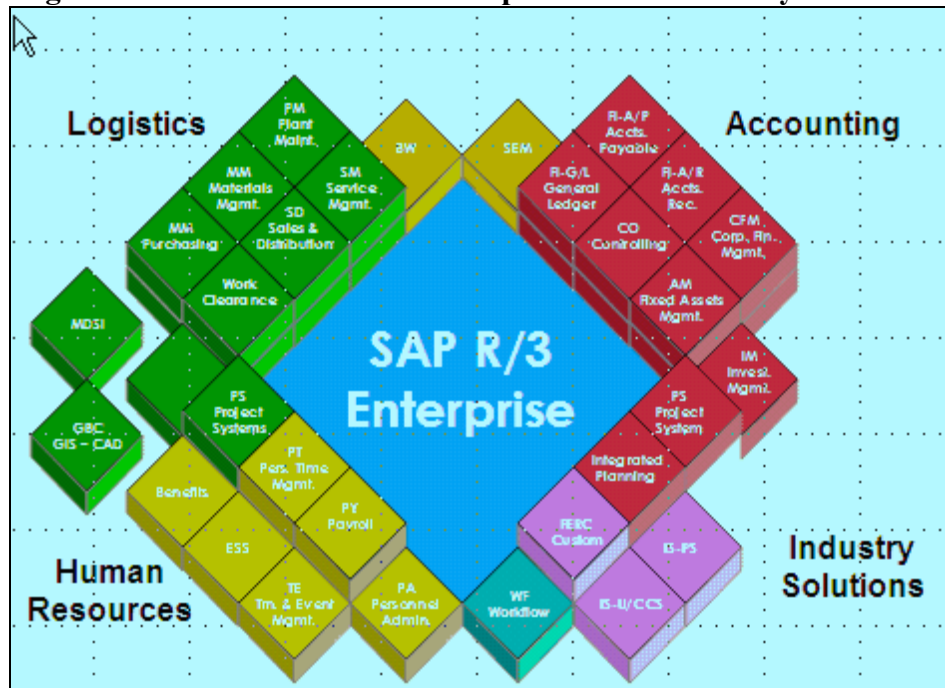 Logistics
Accounting
PM
Plant
Maint.
MM
Materials
Mgmt.
SM
Service
Mgmt.
MM
Purchasing
SD
Sales &
Distribution
Work
Clearance
BW
SEM
FI-A/P
Accts.
Payable
FI-G/L
General
Ledger
FI-A/R
Accts.
Rec.
CO
Controlling
CFM
Corp. Fin.
Mgmt.
AM
Fixed Assets
Mgmt.
MDSI
GBC
GIS – CAD
PS
Project
Systems
SAP R/3
Enterprise
IM
Invest.
Mgmt.
PS
Project
System
Integrated
Planning
Benefits
PT
Pers. Time
Mgmt.
PY
Payroll
ESS
TE
Tm. & Event
Mgmt.
PA
Personnel
Admin.
WF
Workflow
FERC
Custom
IS-PS
IS-U/CCS
Human
Resources
Industry
Solutions